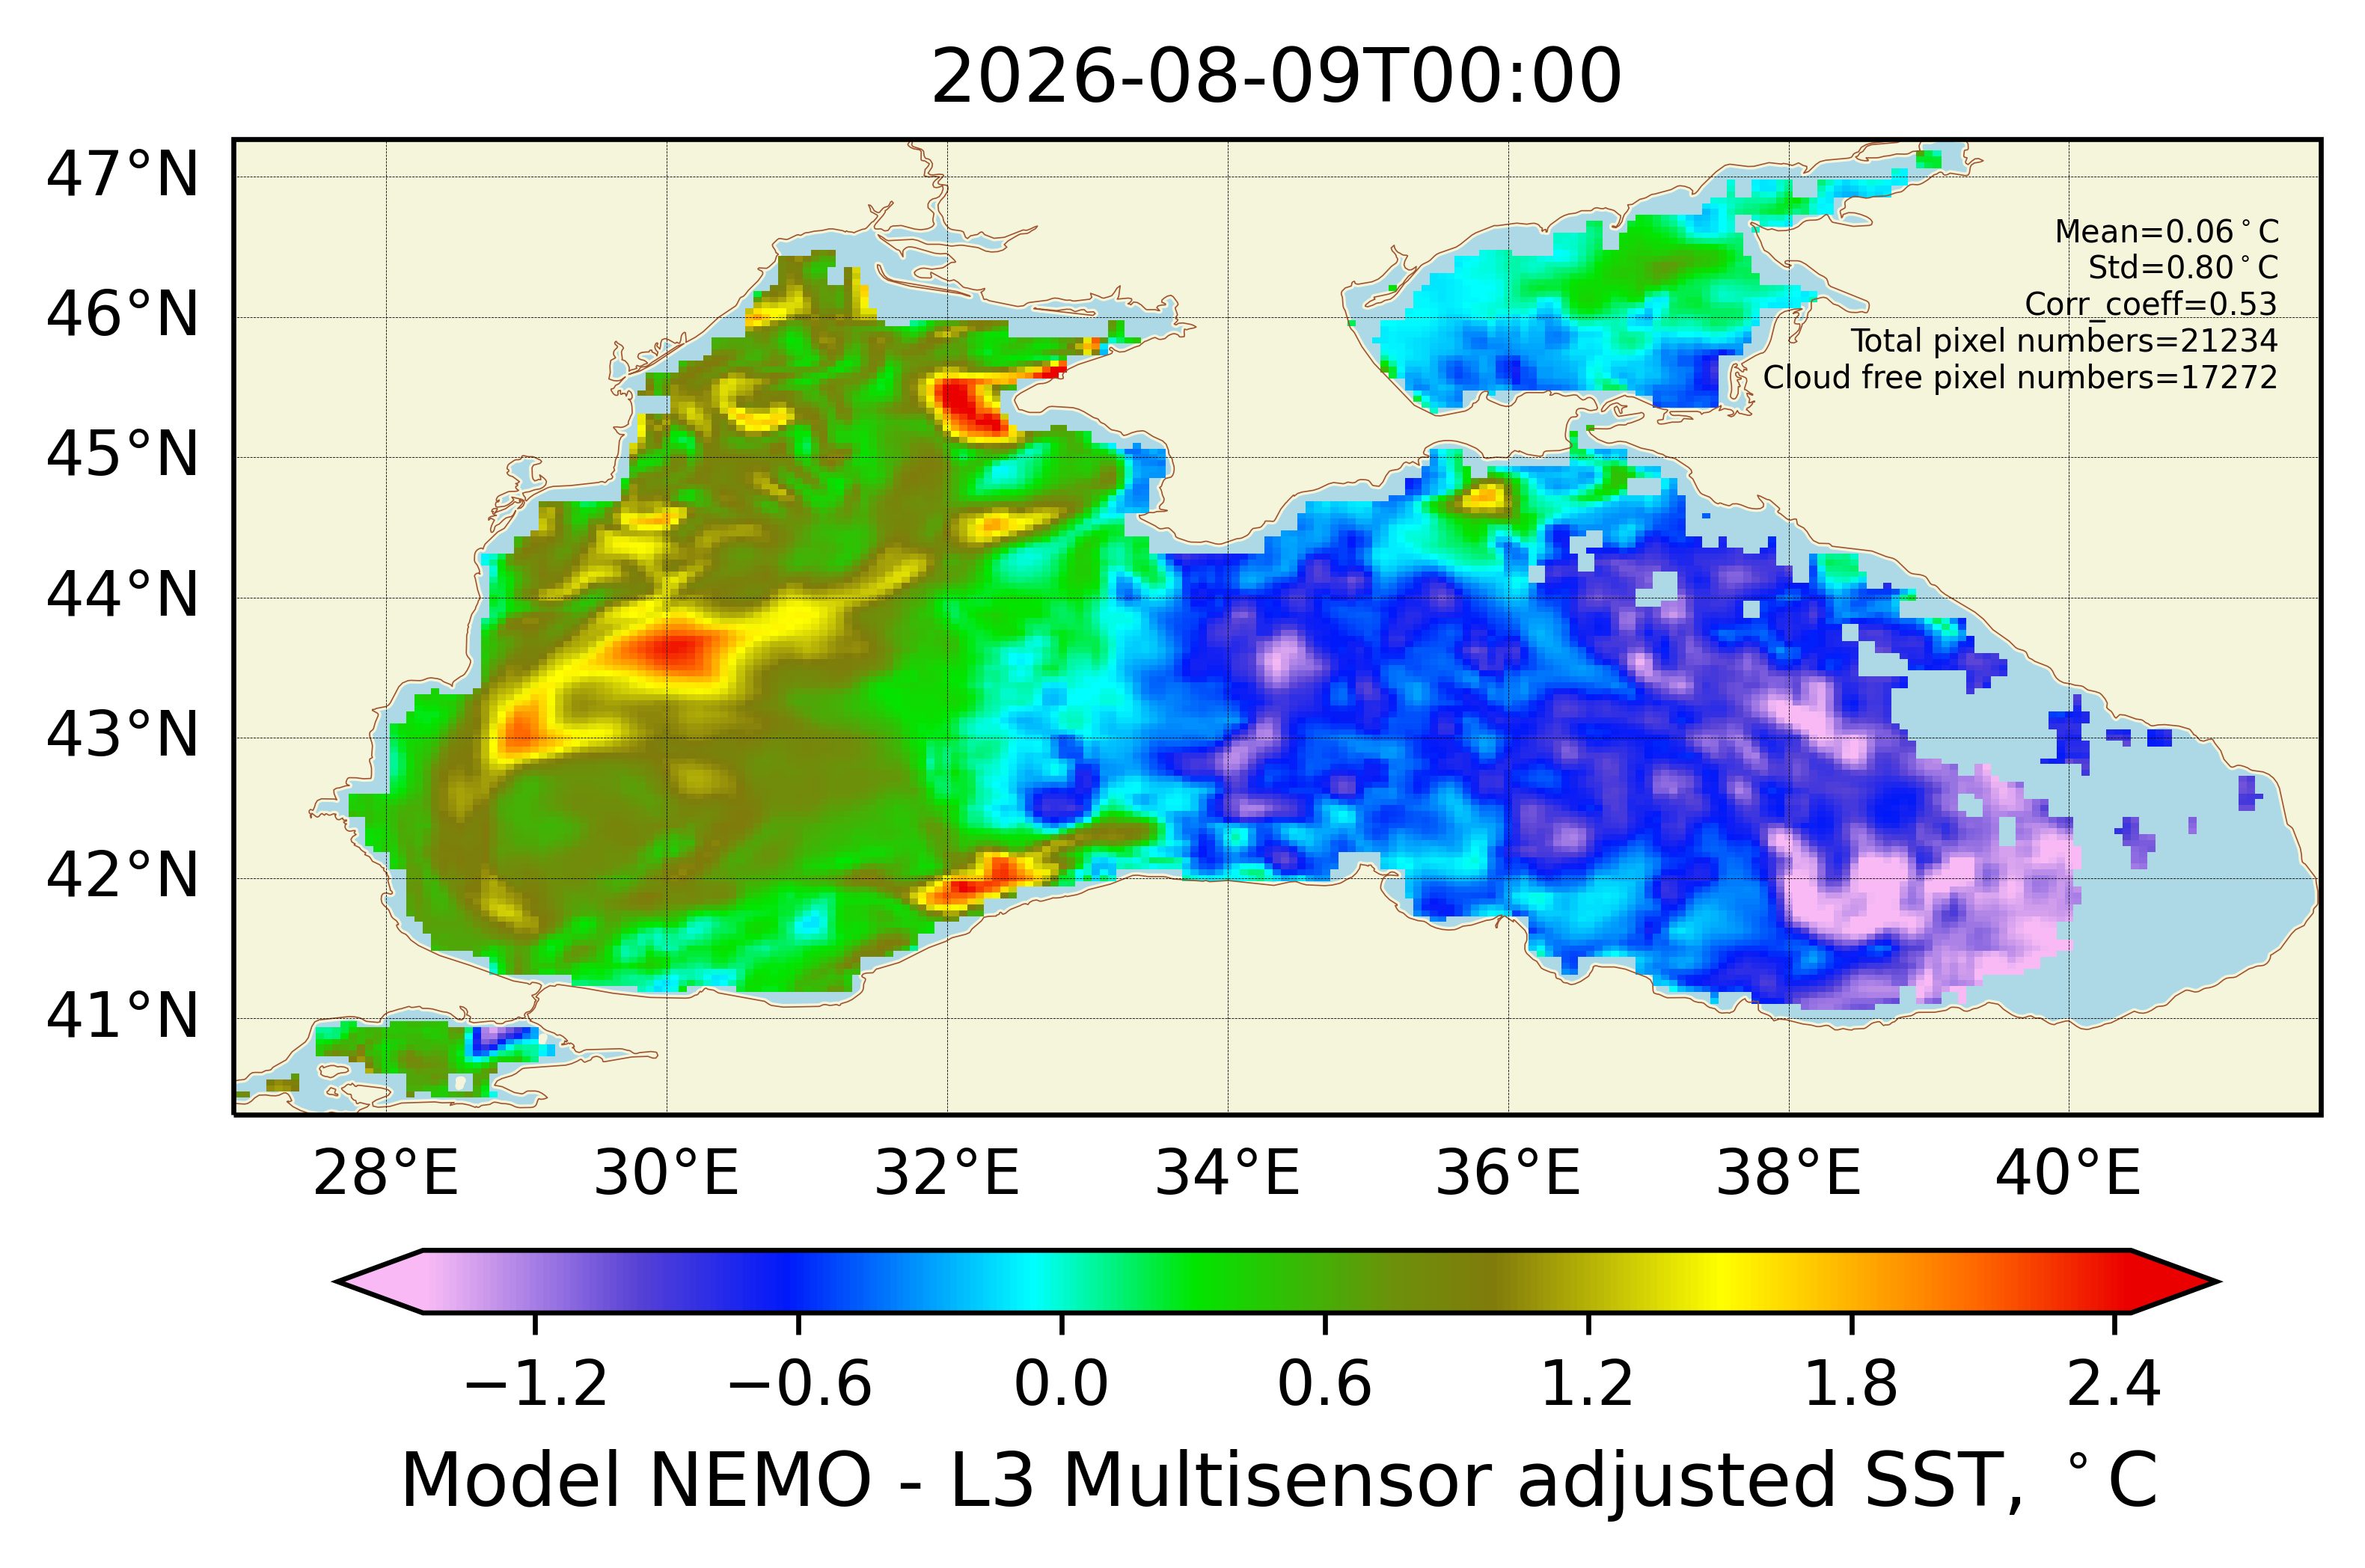 2026-08-09T00:00
47°N
46°N
45°N
44°N
43°N
42°N
41°N
Mean=0.06°C
Std=0.80°C
Corr_coeff=0.53
Total pixel numbers=21234
Cloud free pixel numbers=17272
28°E 30°E 32°E 34°E 36°E 38°E 40°E
−1.2 −0.6 0.0 0.6 1.2 1.8 2.4
Model NEMO - L3 Multisensor adjusted SST, °C